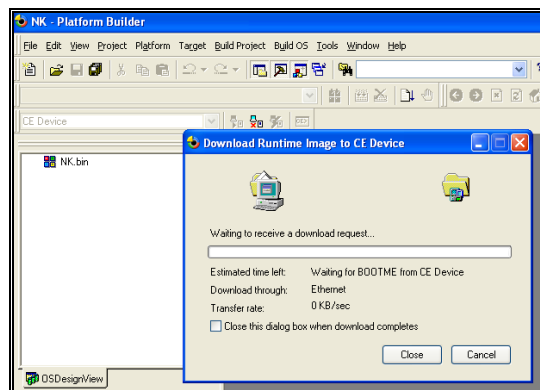 NK - Platform Builder
File Edit View Project Platform Target Build Project Build OS Tools Window Help
CE Device
NK.bin
Download Runtime Image to CE Device
Waiting to receive a download request...
Estimated time left: Waiting for BOOTME from CE Device
Download through: Ethernet
Transfer rate: 0 KB/sec
Close this dialog box when download completes
Close Cancel
OSDesignView